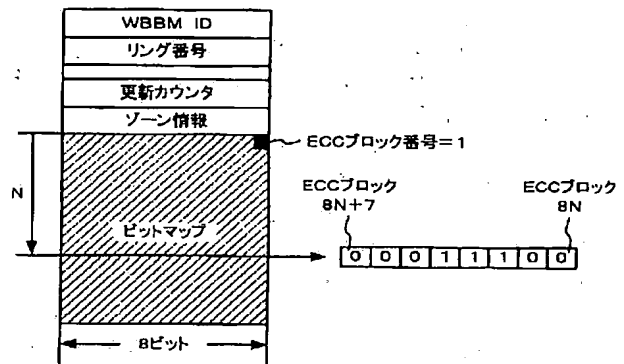 WBBM ID
リング番号
更新カウンタ
ゾーン情報
ECCブロック番号=1
N
ビットマップ
ECCブロック
8N+7
ECCブロック
8N
0 0 0 1 1 1 0 0
8ビット